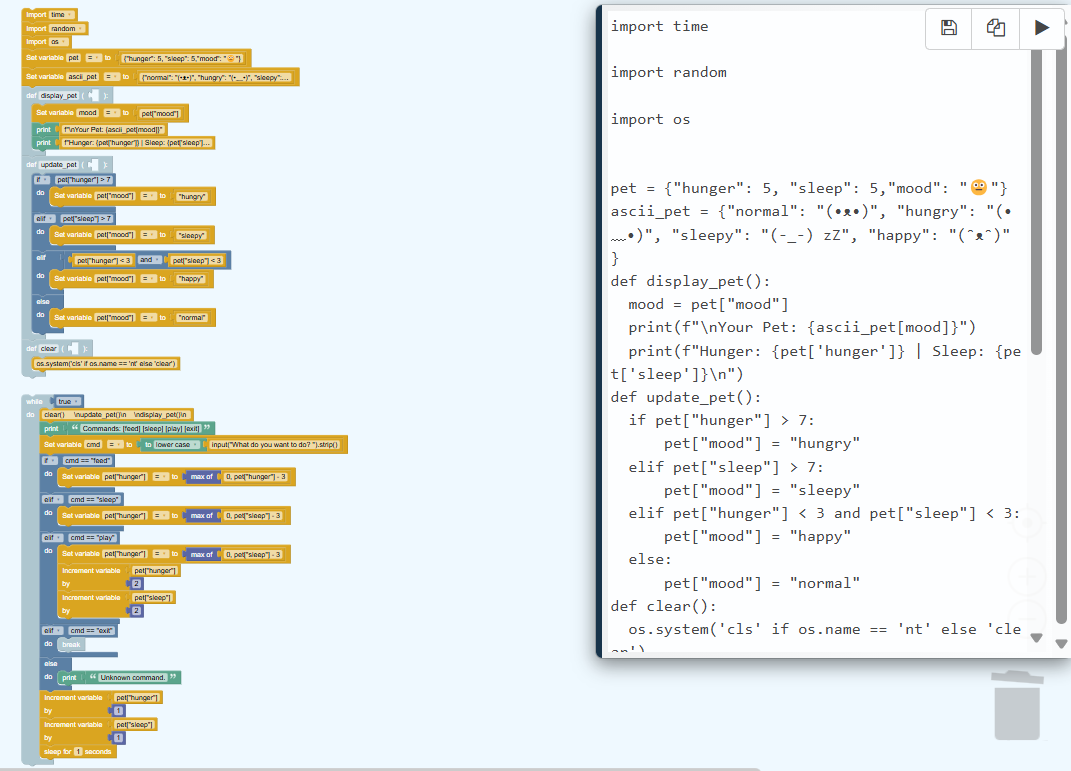 import time
import random
import os
Set variable pet = to {"hunger": 5, "sleep": 5,"mood": "😐"}
Set variable ascii_pet = to {"normal": "(•ᴥ•)", "hungry": "(•﹏•)", "sleepy":...
def display_pet ( ):
Set variable mood = to pet["mood"]
print f"\nYour Pet: {ascii_pet[mood]}"
print f"Hunger: {pet['hunger']} | Sleep: {pet['sleep']...
def update_pet ( ):
if pet["hunger"] > 7
do Set variable pet["mood"] = to "hungry"
elif pet["sleep"] > 7
do Set variable pet["mood"] = to "sleepy"
elif pet["hunger"] < 3 and pet["sleep"] < 3
do Set variable pet["mood"] = to "happy"
else
do Set variable pet["mood"] = to "normal"
def clear ( ):
os.system('cls' if os.name == 'nt' else 'clear')
while true
do clear() \nupdate_pet()\n \ndisplay_pet()\n
print “ Commands: [feed] [sleep] [play] [exit] ”
Set variable cmd = to to lower case input("What do you want to do? ").strip()
if cmd == "feed"
do Set variable pet["hunger"] = to max of 0, pet["hunger"] - 3
elif cmd == "sleep"
do Set variable pet["hunger"] = to max of 0, pet["sleep"] - 3
elif cmd == "play"
do Set variable pet["hunger"] = to max of 0, pet["sleep"] - 3
Increment variable pet["hunger"]
by 2
Increment variable pet["sleep"]
by 2
elif cmd == "exit"
do break
else
do print “ Unknown command. ”
Increment variable pet["hunger"]
by 1
Increment variable pet["sleep"]
by 1
sleep for 1 seconds
import time
import random
import os
pet = {"hunger": 5, "sleep": 5,"mood": "😐"}
ascii_pet = {"normal": "(•ᴥ•)", "hungry": "(•
﹏•)", "sleepy": "(-_-) zZ", "happy": "(ˆᴥˆ)"
}
def display_pet():
mood = pet["mood"]
print(f"\nYour Pet: {ascii_pet[mood]}")
print(f"Hunger: {pet['hunger']} | Sleep: {pe
t['sleep']}\n")
def update_pet():
if pet["hunger"] > 7:
pet["mood"] = "hungry"
elif pet["sleep"] > 7:
pet["mood"] = "sleepy"
elif pet["hunger"] < 3 and pet["sleep"] < 3:
pet["mood"] = "happy"
else:
pet["mood"] = "normal"
def clear():
os.system('cls' if os.name == 'nt' else 'cle
ar')